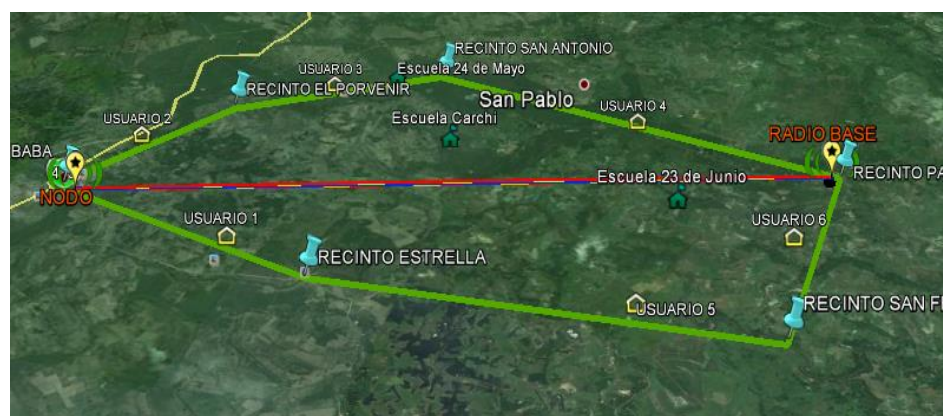 RECINTO SAN ANTONIO
USUARIO 3
Escuela 24 de Mayo
RECINTO EL PORVENIR
San Pablo
USUARIO 4
USUARIO 2
Escuela Carchi
RADIO BASE
BABA
4
RECINTO PA
Escuela 23 de Junio
NODO
USUARIO 1
USUARIO 6
RECINTO ESTRELLA
USUARIO 5
RECINTO SAN F